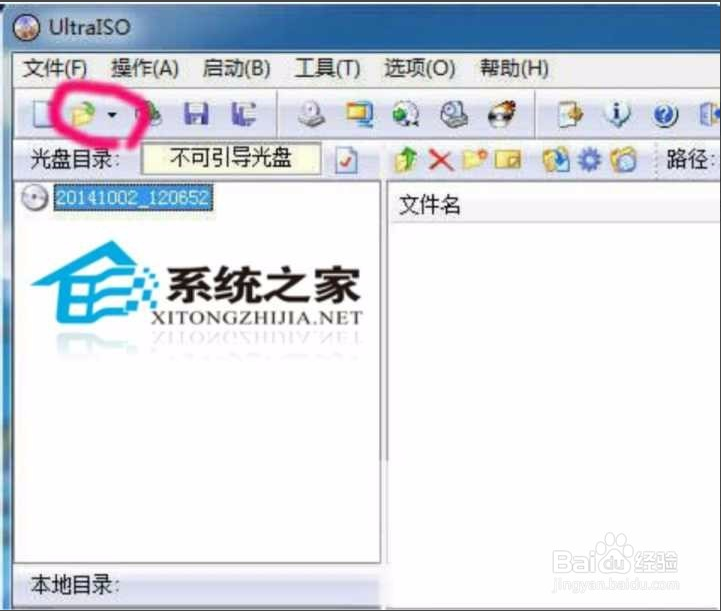 UltraISO
文件(F) 操作(A) 启动(B) 工具(T) 选项(O) 帮助(H)
光盘目录: 不可引导光盘 路径:
20141002_120652
文件名
系统之家
XITONGZHIJIA.NET
本地目录:
Baidu经验
jingyan.baidu.com